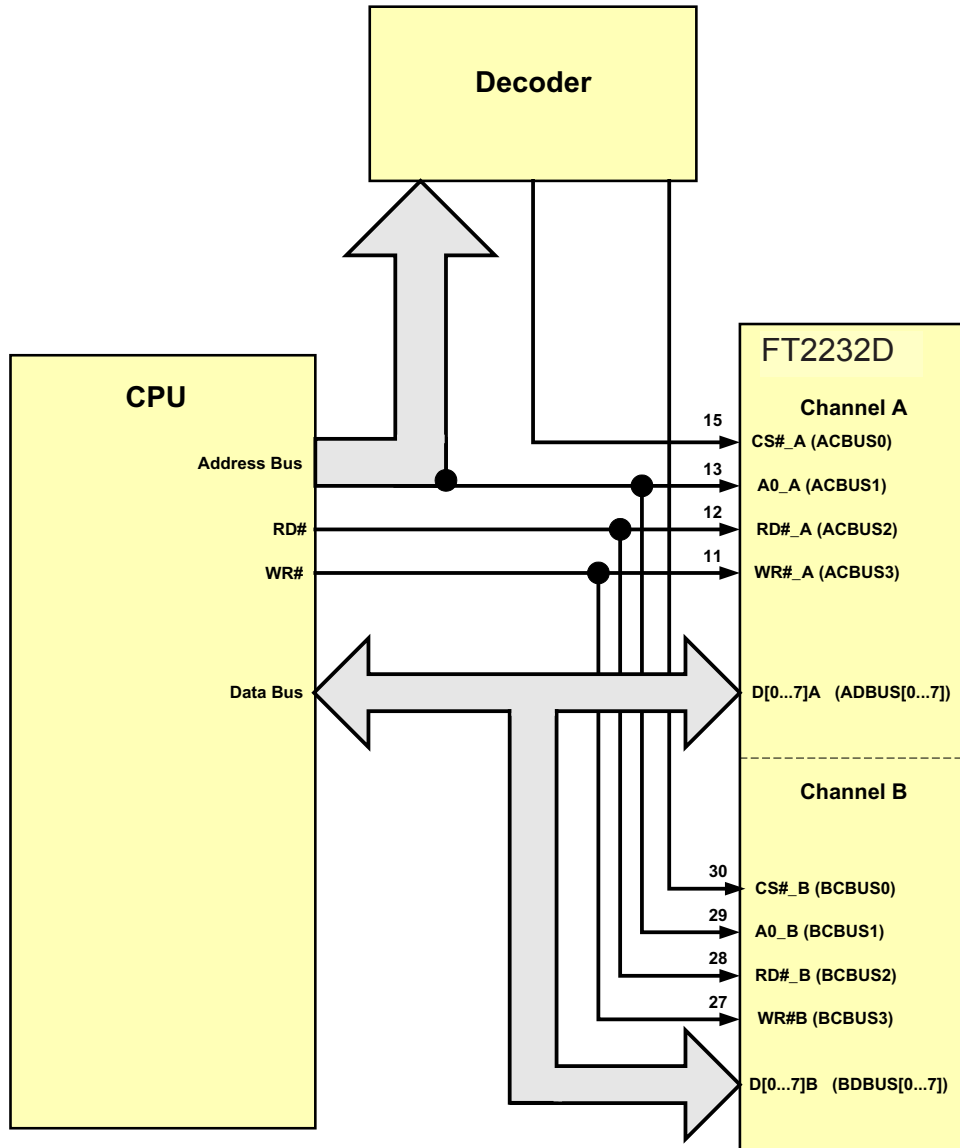 Decoder
CPU
Address Bus
RD#
WR#
Data Bus
FT2232D
Channel A
15
CS#_A (ACBUS0)
13
A0_A (ACBUS1)
12
RD#_A (ACBUS2)
11
WR#_A (ACBUS3)
D[0...7]A (ADBUS[0...7])
Channel B
30
CS#_B (BCBUS0)
29
A0_B (BCBUS1)
28
RD#_B (BCBUS2)
27
WR#B (BCBUS3)
D[0...7]B (BDBUS[0...7])